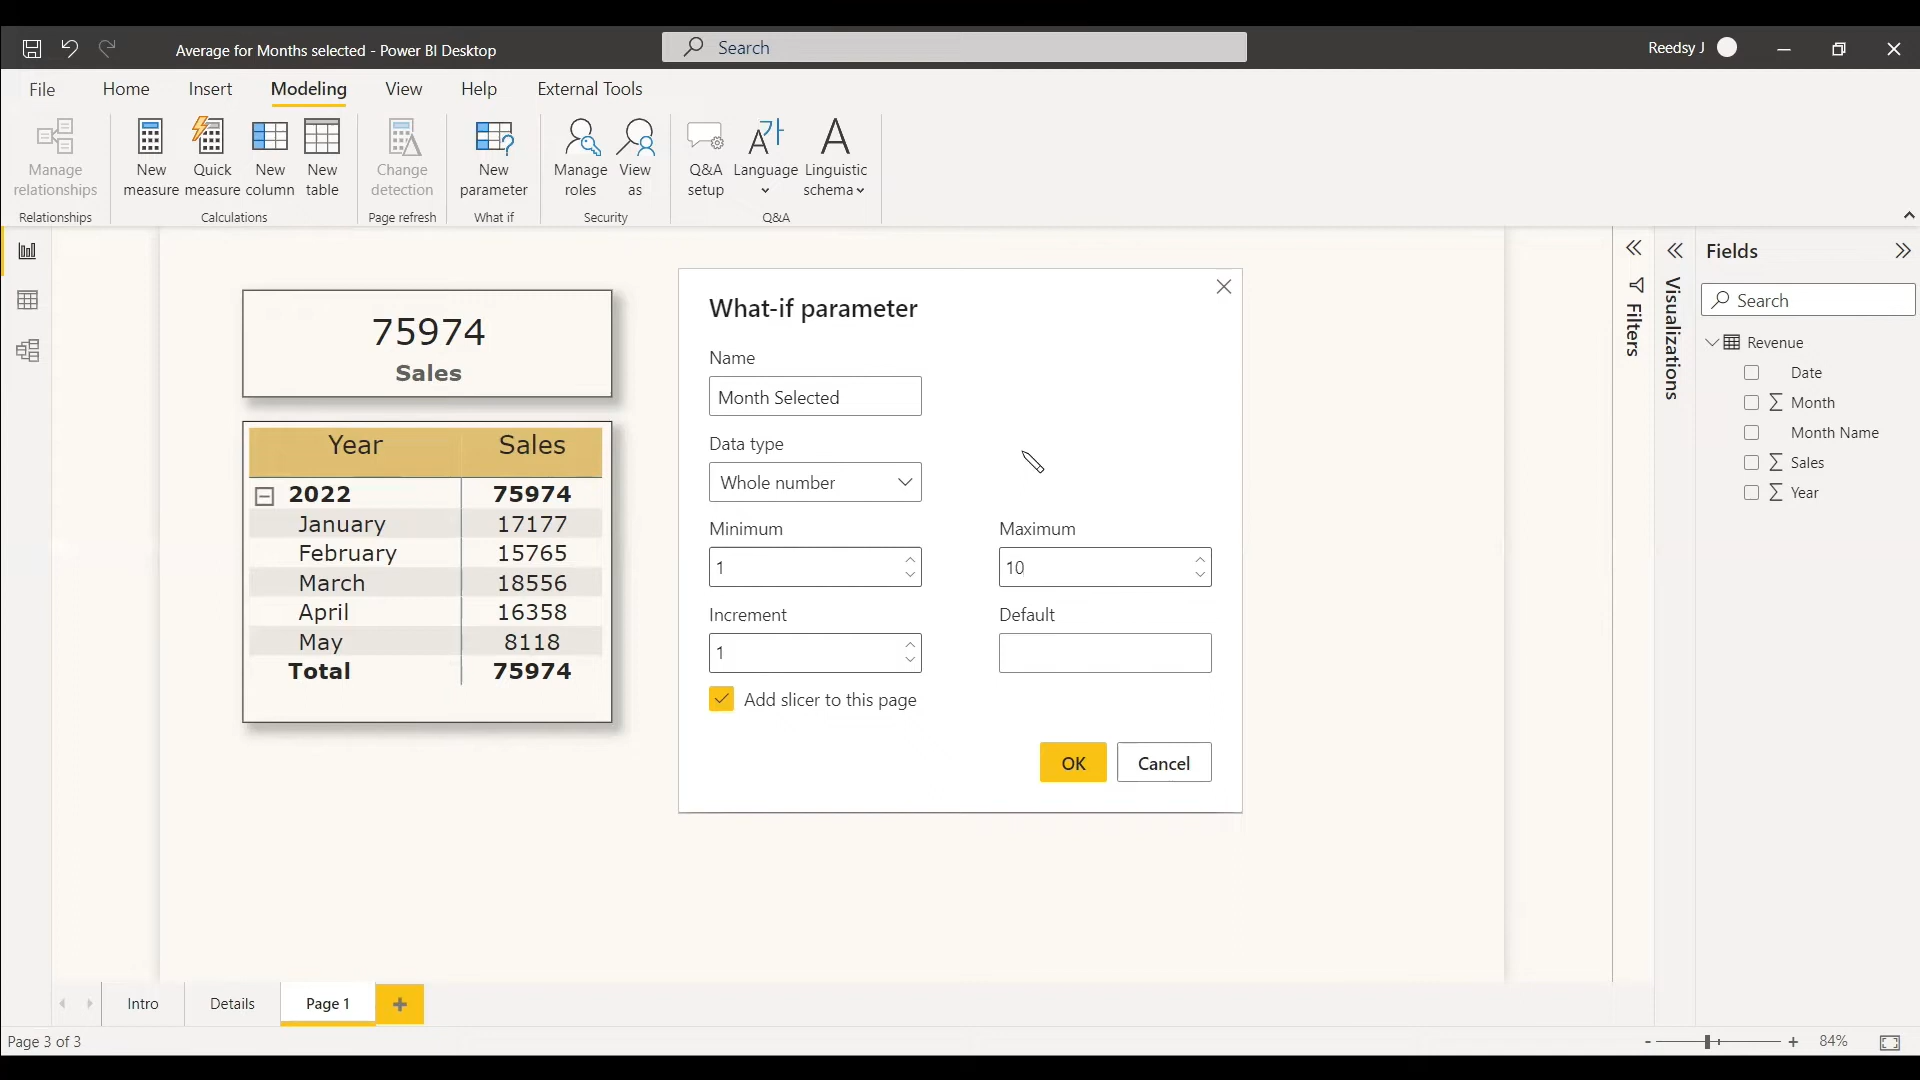 Average for Months selected - Power BI Desktop
Search
Reedsy J
File Home Insert Modeling View Help External Tools
Manage relationships
New measure
Quick measure
New column
New table
Change detection
New parameter
Manage roles
View as
Q&A setup
Language
Linguistic schema
Relationships
Calculations
Page refresh
What if
Security
Q&A
75974
Sales
Year Sales
2022 75974
January 17177
February 15765
March 18556
April 16358
May 8118
Total 75974
What-if parameter
Name
Month Selected
Data type
Whole number
Minimum Maximum
1 10
Increment Default
1
Add slicer to this page
OK Cancel
Filters
Visualizations
Fields
Search
Revenue
Date
Month
Month Name
Sales
Year
Intro Details Page 1
Page 3 of 3
84%